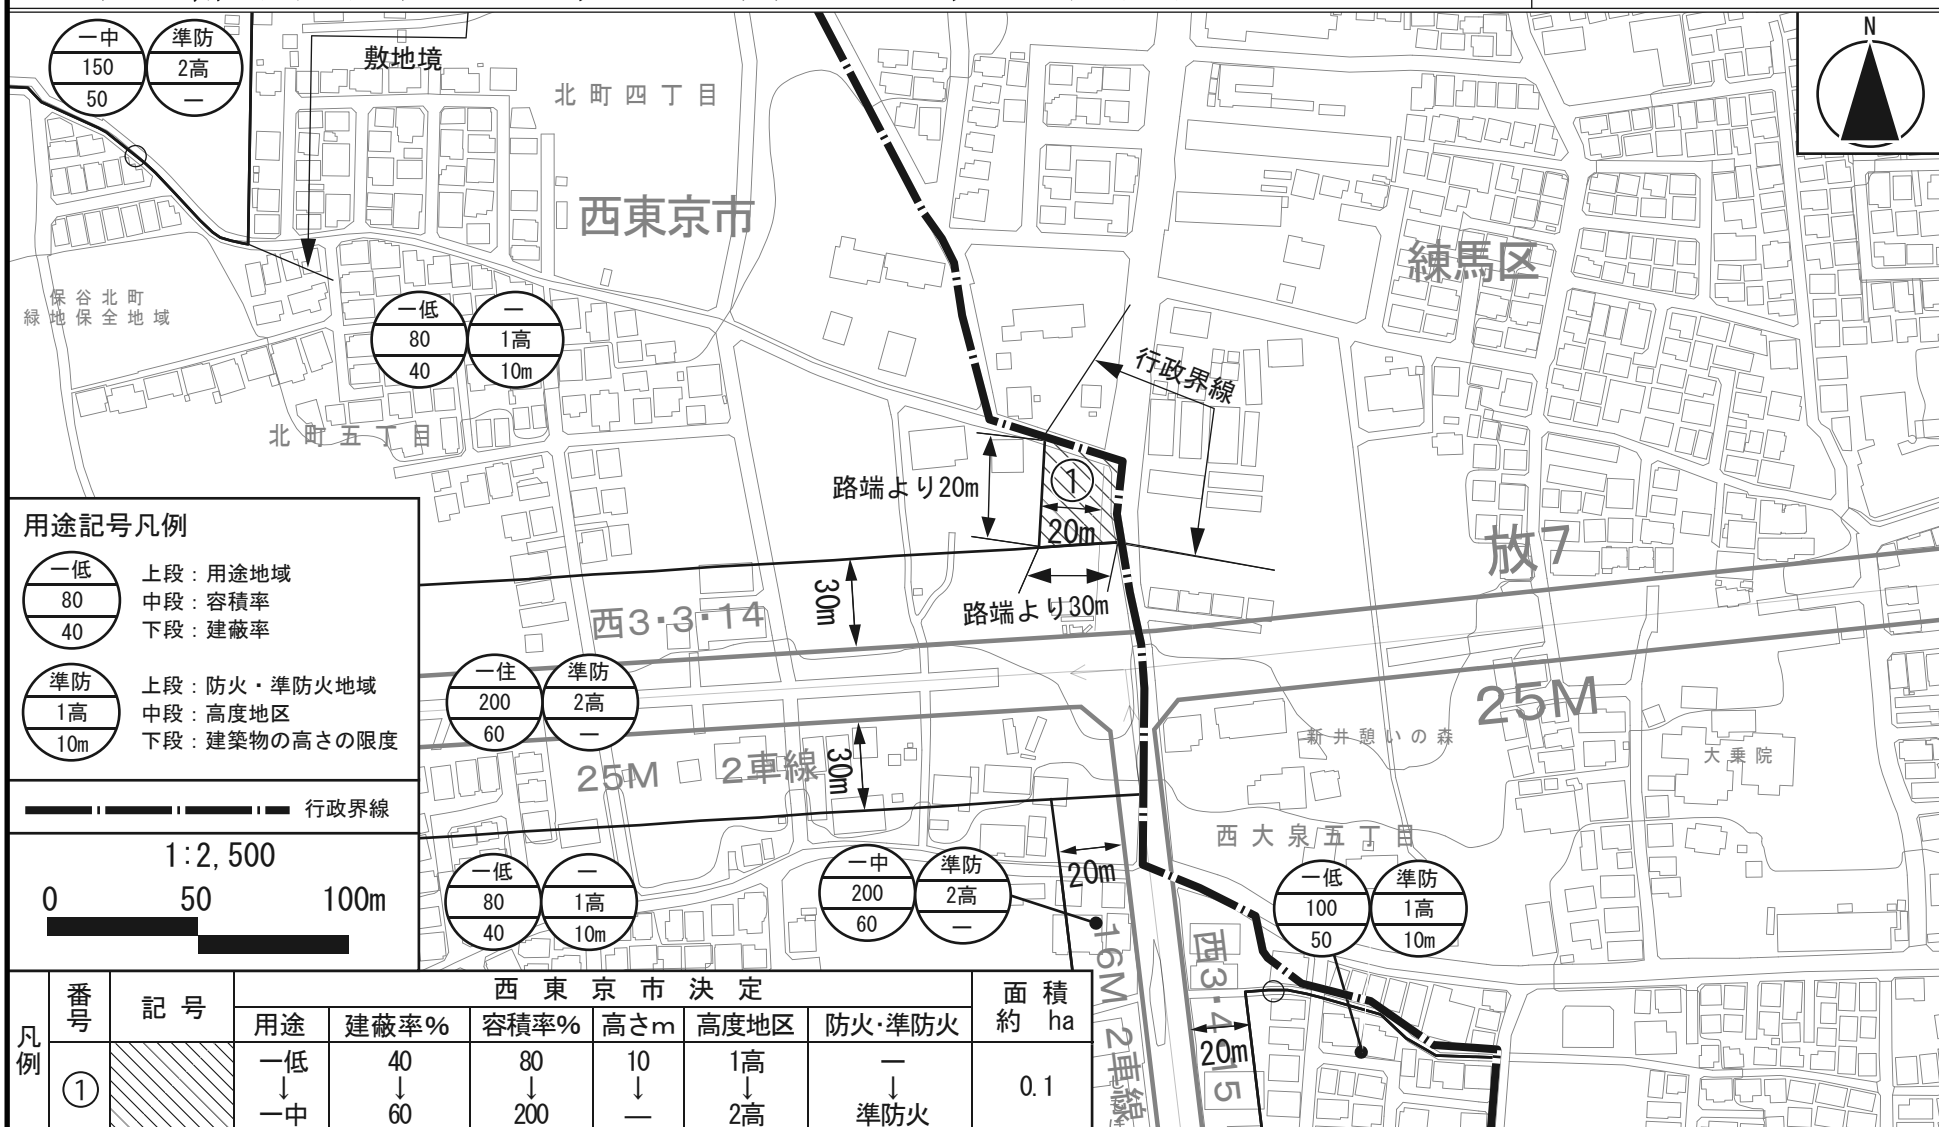 一中
150
50
準防
2高
―
敷地境
北町四丁目
N
西東京市
練馬区
保谷北町
緑地保全地域
一低
80
40
―
1高
10m
行政界線
北町五丁目
路端より20m
①
20m
路端より30m
30m
放7
西3・3・14
用途記号凡例
一低
80
40
上段：用途地域
中段：容積率
下段：建蔽率
準防
1高
10m
上段：防火・準防火地域
中段：高度地区
下段：建築物の高さの限度
行政界線
1:2,500
0 50 100m
一住
200
60
準防
2高
―
25M 2車線
30m
25M
新井憩いの森
大乗院
西大泉五丁目
一低
80
40
―
1高
10m
一中
200
60
準防
2高
―
20m
一低
100
50
準防
1高
10m
16M 2車線
西3・4・15
20m
凡例
番号
記号
西東京市決定
面積
約 ha
用途 建蔽率% 容積率% 高さm 高度地区 防火・準防火
① 一低 40 80 10 1高 ― 0.1
↓ ↓ ↓ ↓ ↓ ↓
一中 60 200 ― 2高 準防火